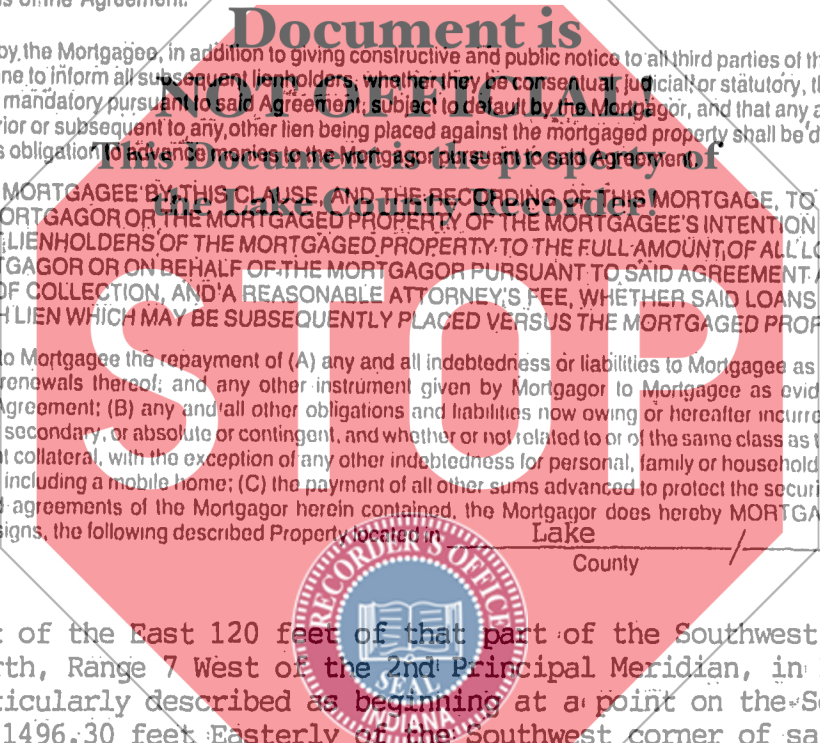 s of the Agreement.
Document is
by the Mortgagee, in addition to giving constructive and public notice to all third parties of th
ne to inform all subsequent lienholders, whether they be consentual, judicial or statutory, th
NOT OFFICIAL!
mandatory pursuant to said Agreement, subject to default by the Mortgagor, and that any a
ior or subsequent to any other lien being placed against the mortgaged property shall be d
This Document is the property of
s obligation to advance monies to the Mortgagor pursuant to said Agreement.
the Lake County Recorder!
MORTGAGEE BY THIS CLAUSE AND THE RECORDING OF THIS MORTGAGE, TO
ORTGAGOR OR THE MORTGAGED PROPERTY OF THE MORTGAGEE'S INTENTION
LIENHOLDERS OF THE MORTGAGED PROPERTY TO THE FULL AMOUNT OF ALL LO
TGAGOR OR ON BEHALF OF THE MORTGAGOR PURSUANT TO SAID AGREEMENT A
OF COLLECTION, AND A REASONABLE ATTORNEY'S FEE, WHETHER SAID LOANS
H LIEN WHICH MAY BE SUBSEQUENTLY PLACED VERSUS THE MORTGAGED PROP
STOP
to Mortgagee the repayment of (A) any and all indebtedness or liabilities to Mortgagee as
renewals thereof, and any other instrument given by Mortgagor to Mortgagee as evid
Agreement; (B) any and all other obligations and liabilities now owing or hereafter incurre
secondary, or absolute or contingent, and whether or not related to or of the same class as t
t collateral, with the exception of any other indebtedness for personal, family or household
including a mobile home; (C) the payment of all other sums advanced to protect the securi
d agreements of the Mortgagor herein contained, the Mortgagor does hereby MORTGA
signs, the following described Property located in Lake /
County
RECORDER'S OFFICE
SEAL
INDIANA
t of the East 120 feet of that part of the Southwest
rth, Range 7 West of the 2nd Principal Meridian, in
ticularly described as beginning at a point on the So
1496.30 feet Easterly of the Southwest corner of sa